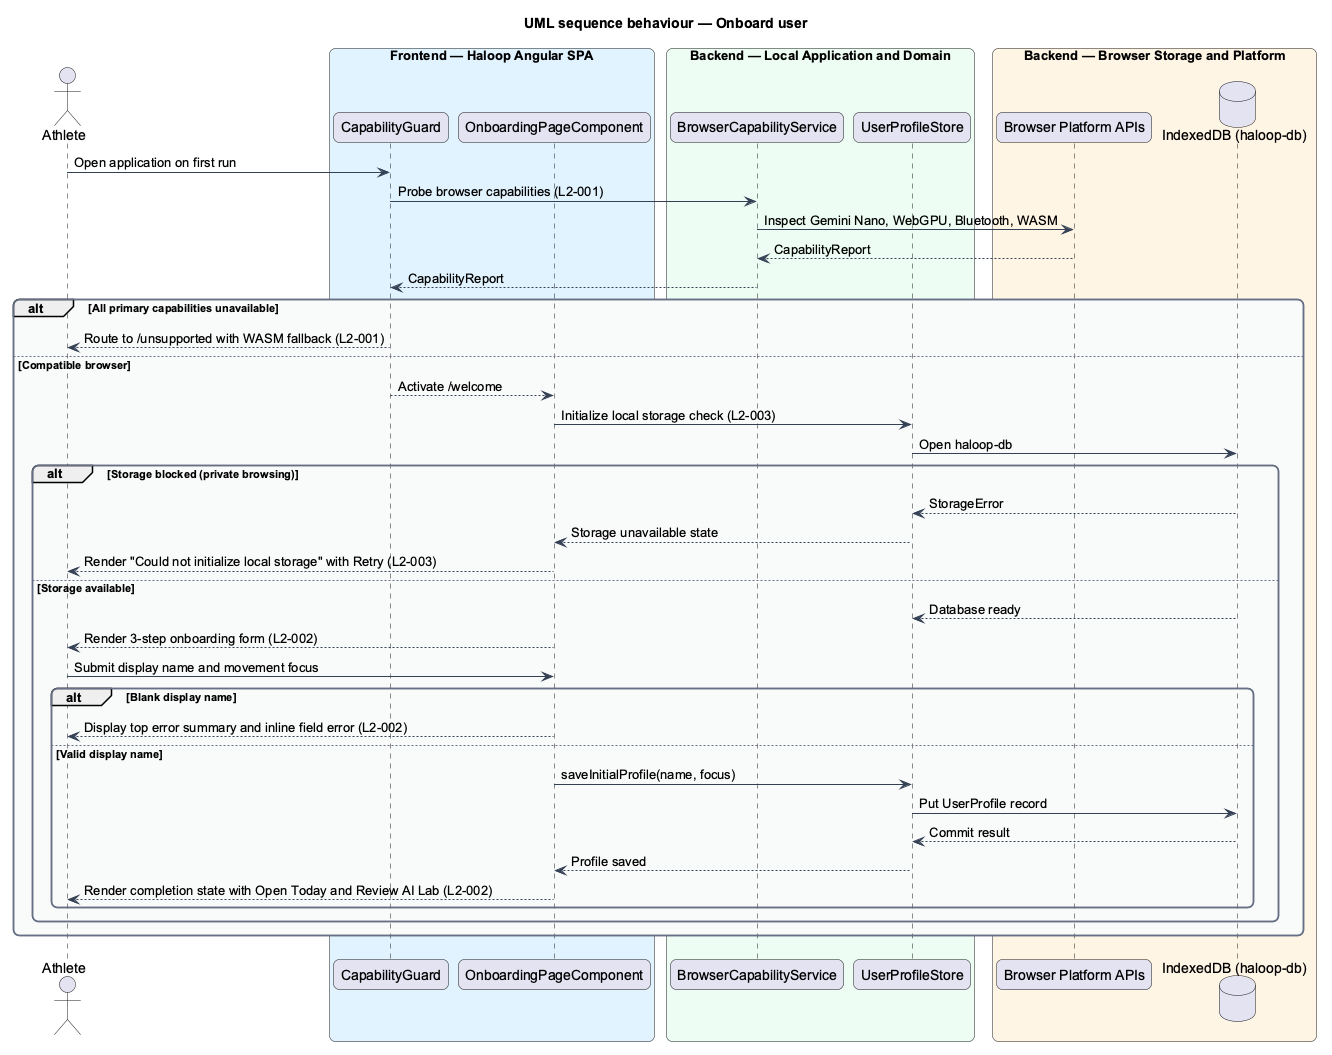 UML sequence behaviour — Onboard user
Frontend — Haloop Angular SPA
Backend — Local Application and Domain
Backend — Browser Storage and Platform
Athlete
CapabilityGuard
OnboardingPageComponent
BrowserCapabilityService
UserProfileStore
Browser Platform APIs
IndexedDB (haloop-db)
Open application on first run
Probe browser capabilities (L2-001)
Inspect Gemini Nano, WebGPU, Bluetooth, WASM
CapabilityReport
CapabilityReport
alt [All primary capabilities unavailable]
Route to /unsupported with WASM fallback (L2-001)
[Compatible browser]
Activate /welcome
Initialize local storage check (L2-003)
Open haloop-db
alt [Storage blocked (private browsing)]
StorageError
Storage unavailable state
Render "Could not initialize local storage" with Retry (L2-003)
[Storage available]
Database ready
Render 3-step onboarding form (L2-002)
Submit display name and movement focus
alt [Blank display name]
Display top error summary and inline field error (L2-002)
[Valid display name]
saveInitialProfile(name, focus)
Put UserProfile record
Commit result
Profile saved
Render completion state with Open Today and Review AI Lab (L2-002)
Athlete
CapabilityGuard
OnboardingPageComponent
BrowserCapabilityService
UserProfileStore
Browser Platform APIs
IndexedDB (haloop-db)